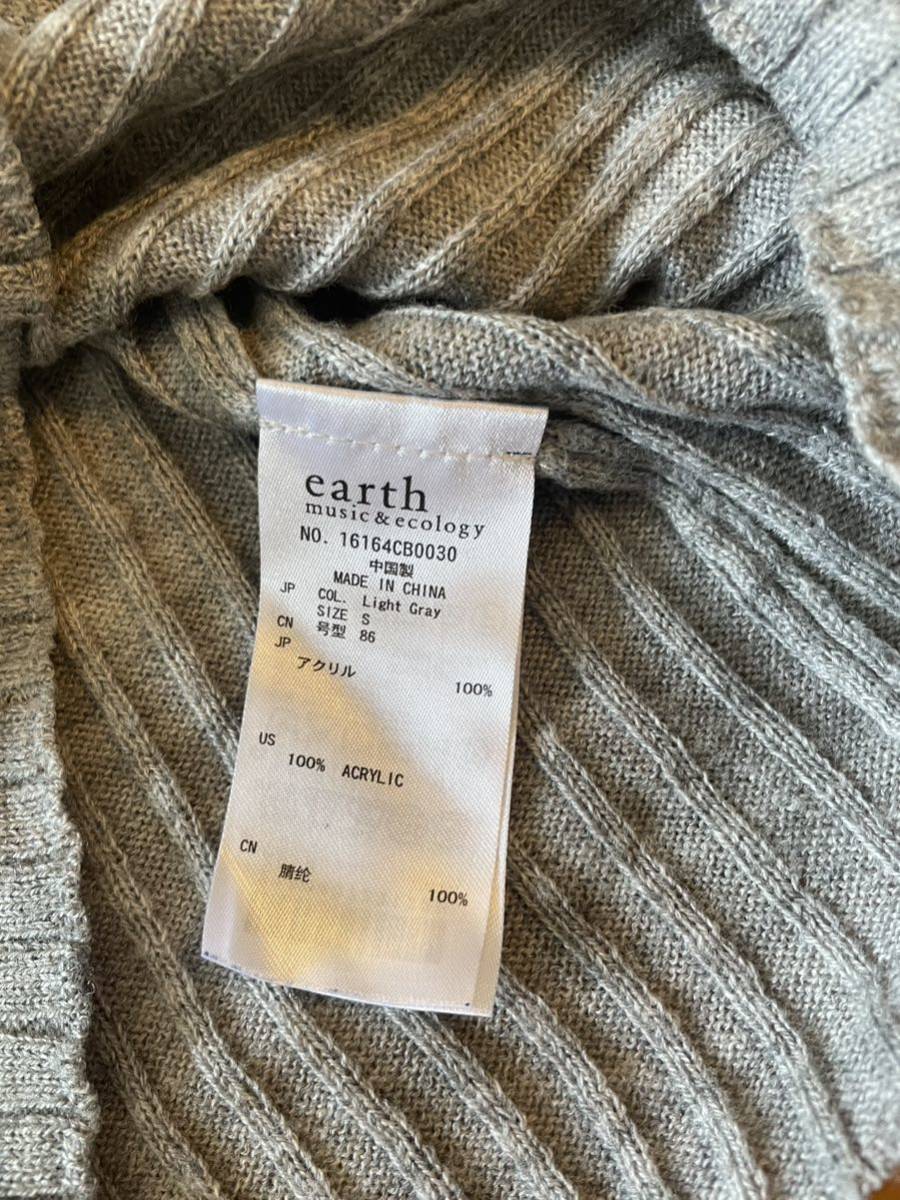 earth
music&ecology
NO. 16164CB0030
中国製
MADE IN CHINA
JP COL. Light Gray
SIZE S
CN 号型 86
JP
アクリル 100%
US
100% ACRYLIC
CN
腈纶 100%